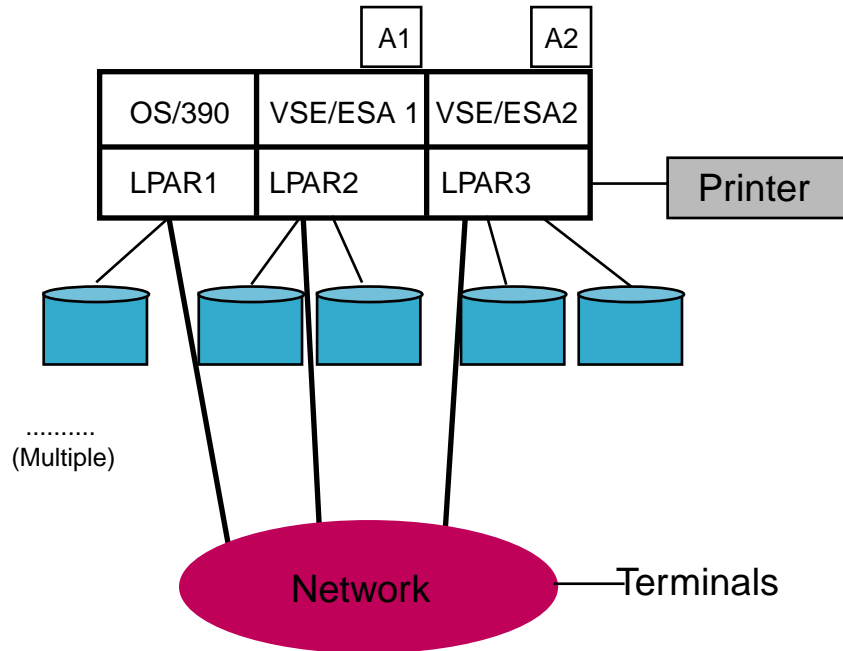 A1
A2
OS/390
VSE/ESA 1
VSE/ESA2
LPAR1
LPAR2
LPAR3
Printer
..........
(Multiple)
Network
Terminals